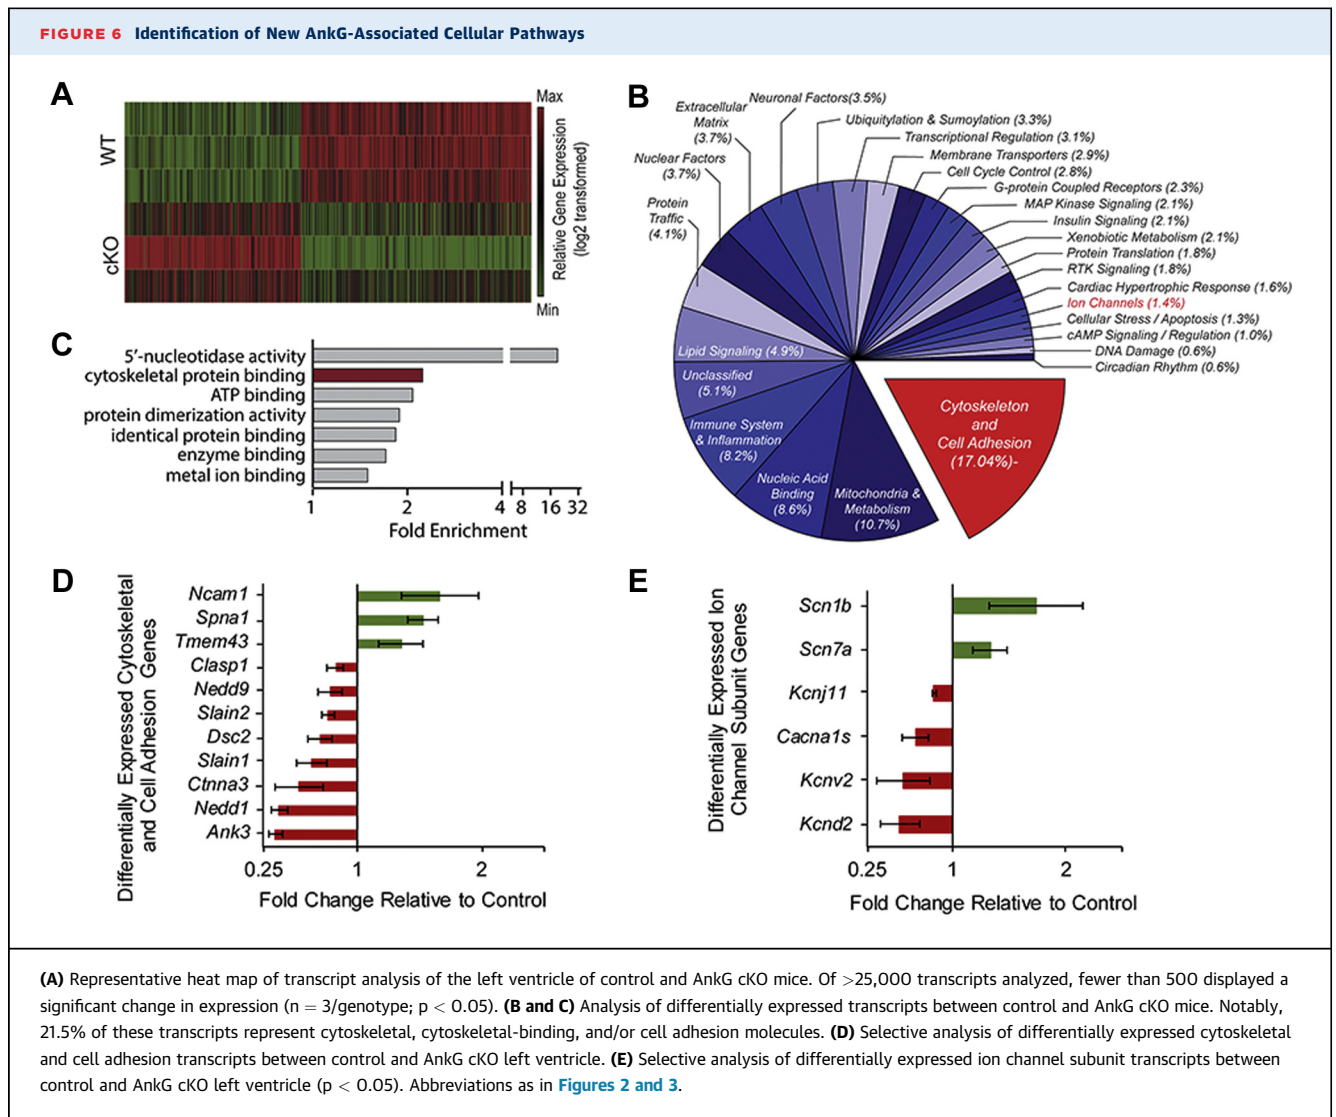 FIGURE 6 Identification of New AnkG-Associated Cellular Pathways
A
WT
cKO
Max
Relative Gene Expression
(log2 transformed)
Min
B
Neuronal Factors(3.5%)
Extracellular
Matrix
(3.7%)
Nuclear Factors
(3.7%)
Protein
Traffic
(4.1%)
Ubiquitylation & Sumoylation (3.3%)
Transcriptional Regulation (3.1%)
Membrane Transporters (2.9%)
Cell Cycle Control (2.8%)
G-protein Coupled Receptors (2.3%)
MAP Kinase Signaling (2.1%)
Insulin Signaling (2.1%)
Xenobiotic Metabolism (2.1%)
Protein Translation (1.8%)
RTK Signaling (1.8%)
Cardiac Hypertrophic Response (1.6%)
Ion Channels (1.4%)
Cellular Stress / Apoptosis (1.3%)
cAMP Signaling / Regulation (1.0%)
DNA Damage (0.6%)
Circadian Rhythm (0.6%)
Lipid Signaling (4.9%)
Unclassified
(5.1%)
Immune System
& Inflammation
(8.2%)
Nucleic Acid
Binding
(8.6%)
Mitochondria &
Metabolism
(10.7%)
Cytoskeleton
and
Cell Adhesion
(17.04%)-
C
5'-nucleotidase activity
cytoskeletal protein binding
ATP binding
protein dimerization activity
identical protein binding
enzyme binding
metal ion binding
1 2 4 8 16 32
Fold Enrichment
D
Differentially Expressed Cytoskeletal
and Cell Adhesion Genes
Ncam1
Spna1
Tmem43
Clasp1
Nedd9
Slain2
Dsc2
Slain1
Ctnna3
Nedd1
Ank3
0.25 1 2
Fold Change Relative to Control
E
Differentially Expressed Ion
Channel Subunit Genes
Scn1b
Scn7a
Kcnj11
Cacna1s
Kcnv2
Kcnd2
0.25 1 2
Fold Change Relative to Control
(A) Representative heat map of transcript analysis of the left ventricle of control and AnkG cKO mice. Of >25,000 transcripts analyzed, fewer than 500 displayed a
significant change in expression (n = 3/genotype; p < 0.05). (B and C) Analysis of differentially expressed transcripts between control and AnkG cKO mice. Notably,
21.5% of these transcripts represent cytoskeletal, cytoskeletal-binding, and/or cell adhesion molecules. (D) Selective analysis of differentially expressed cytoskeletal
and cell adhesion transcripts between control and AnkG cKO left ventricle. (E) Selective analysis of differentially expressed ion channel subunit transcripts between
control and AnkG cKO left ventricle (p < 0.05). Abbreviations as in Figures 2 and 3.